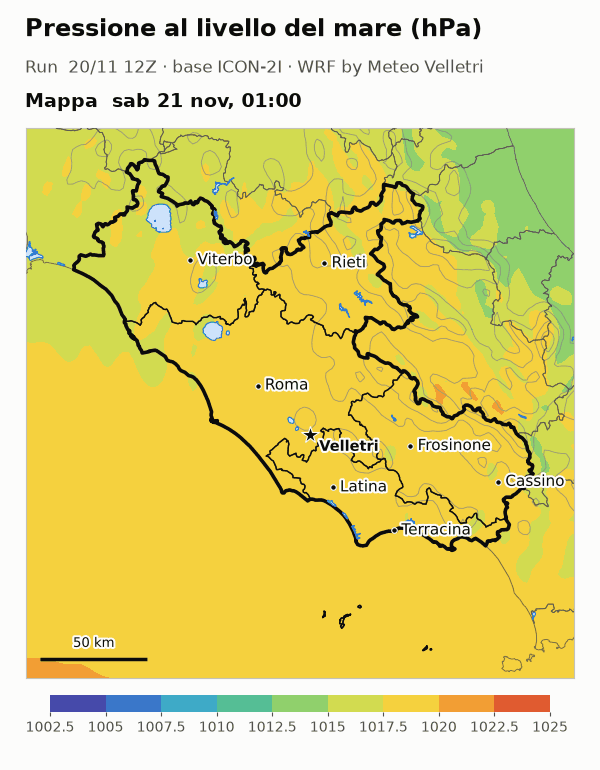 Pressione al livello del mare (hPa)
Run 20/11 12Z · base ICON-2I · WRF by Meteo Velletri
Mappa sab 21 nov, 01:00
Viterbo
Rieti
Roma
Velletri
Frosinone
Latina
Cassino
Terracina
50 km
1002.5 1005 1007.5 1010 1012.5 1015 1017.5 1020 1022.5 1025